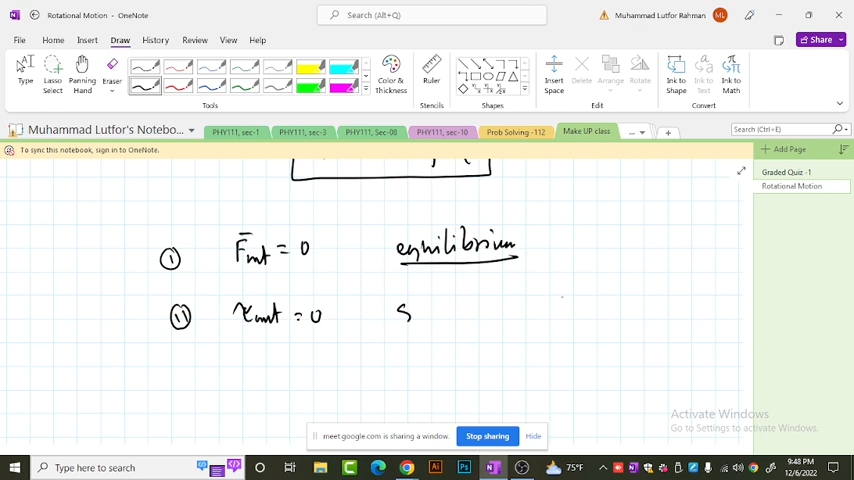 Rotational Motion - OneNote
Search (Alt+Q)
Muhammad Lutfor Rahman
ML
File Home Insert Draw History Review View Help
Share
Type
Lasso Select
Panning Hand
Eraser
Color & Thickness
Ruler
Insert Space
Delete
Arrange
Rotate
Ink to Shape
Ink to Text
Ink to Math
Tools
Stencils
Shapes
Edit
Convert
Muhammad Lutfor's Notebo...
PHY111, sec-1
PHY111, sec-3
PHY111, Sec-08
PHY111, sec-10
Prob Solving -112
Make UP class
...
+
Search (Ctrl+E)
To sync this notebook, sign in to OneNote.
Add Page
Graded Quiz -1
Rotational Motion
(i) F̅net = 0 equilibrium
(ii) τnet = 0 S
Activate Windows
Go to Settings to activate Windows.
meet.google.com is sharing a window.
Stop sharing
Hide
Type here to search
Ai
Ps
N
75°F
9:48 PM
12/6/2022